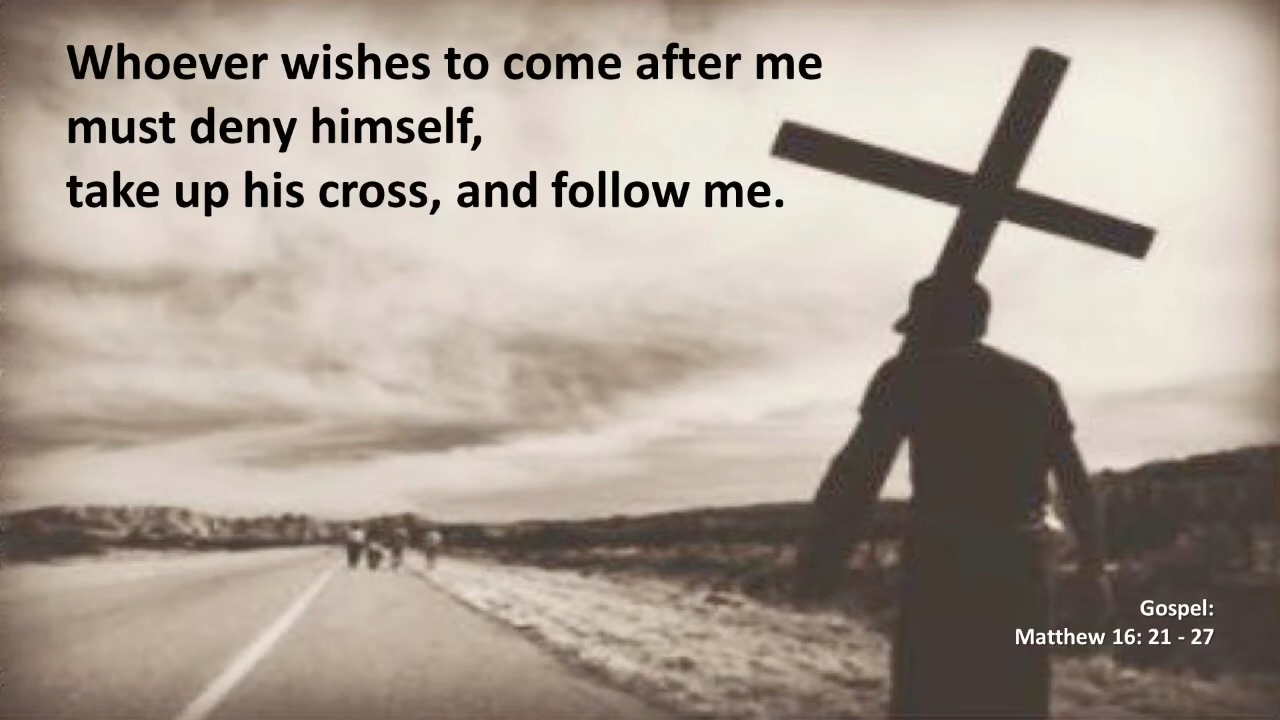 Whoever wishes to come after me
must deny himself,
take up his cross, and follow me.
Gospel:
Matthew 16: 21 - 27